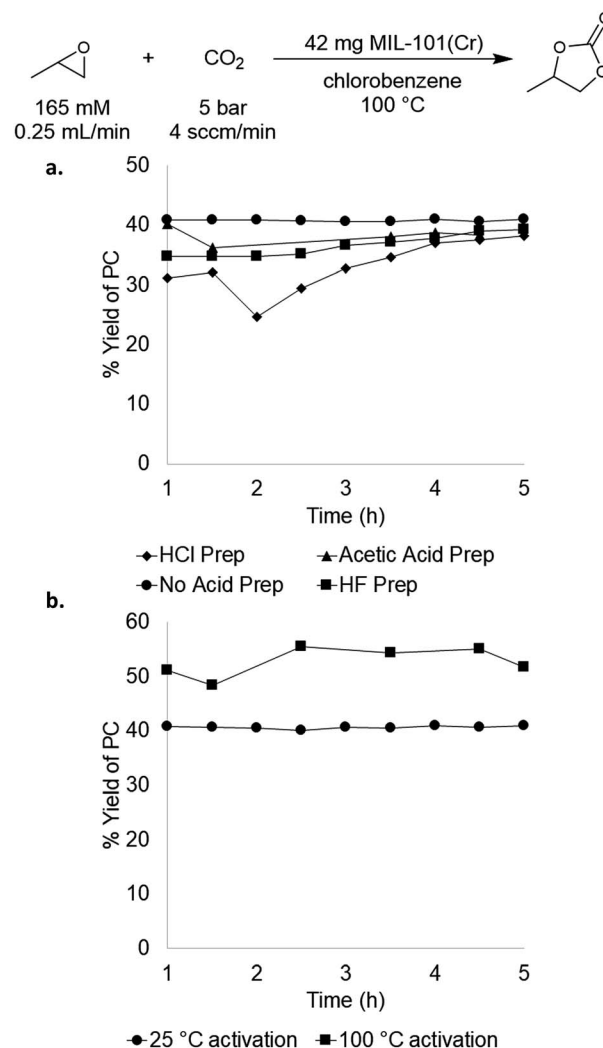 O
+ CO2 42 mg MIL-101(Cr) O
O O
165 mM 5 bar chlorobenzene
0.25 mL/min 4 sccm/min 100 °C
a.
50
40
30
20
10
0
% Yield of PC
1 2 3 4 5
Time (h)
HCl Prep Acetic Acid Prep
No Acid Prep HF Prep
b.
60
50
40
30
20
10
0
% Yield of PC
1 2 3 4 5
Time (h)
25 °C activation 100 °C activation